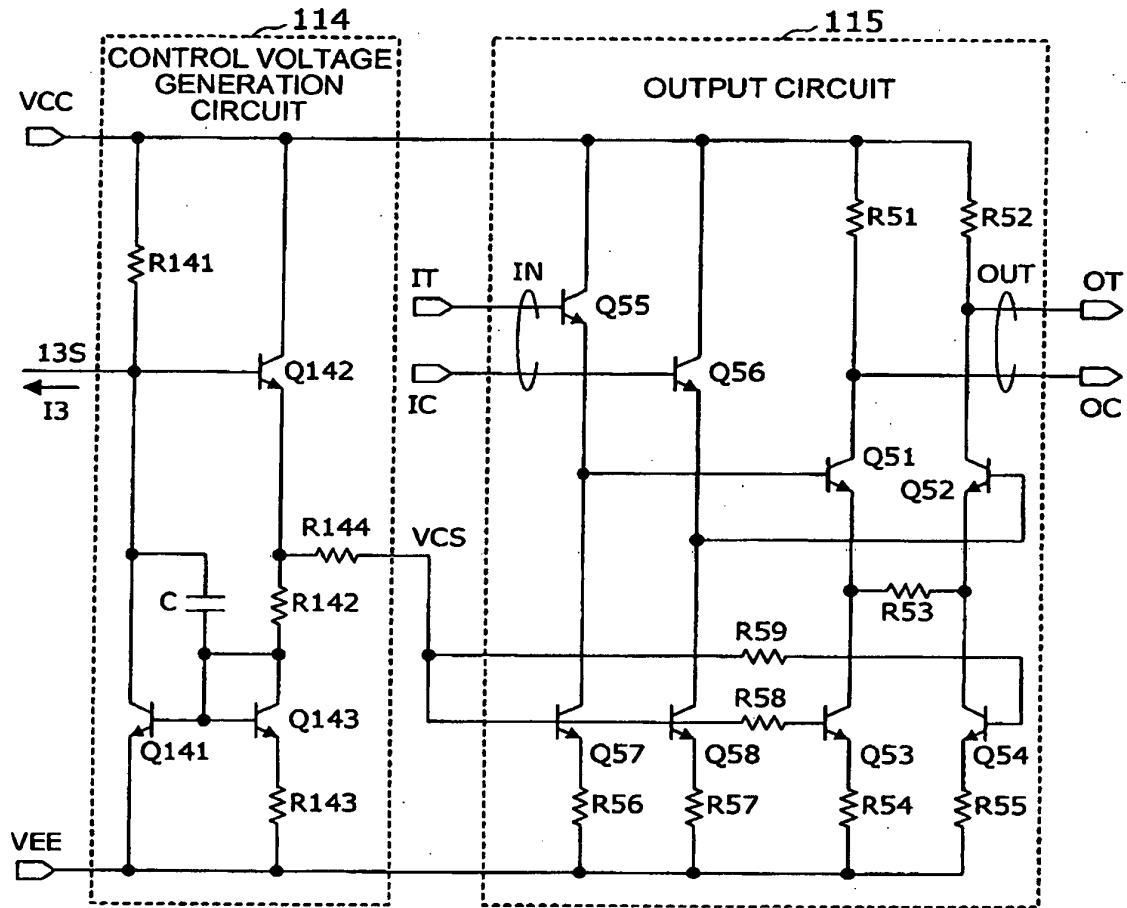 114
115
CONTROL VOLTAGE
GENERATION
CIRCUIT
OUTPUT CIRCUIT
VCC
R141
R51
R52
IT
IN
Q55
OUT
OT
13S
I3
Q142
IC
Q56
OC
Q51
Q52
R144
VCS
C
R142
R53
R59
R58
Q141
Q143
Q57
Q58
Q53
Q54
R143
R56
R57
R54
R55
VEE